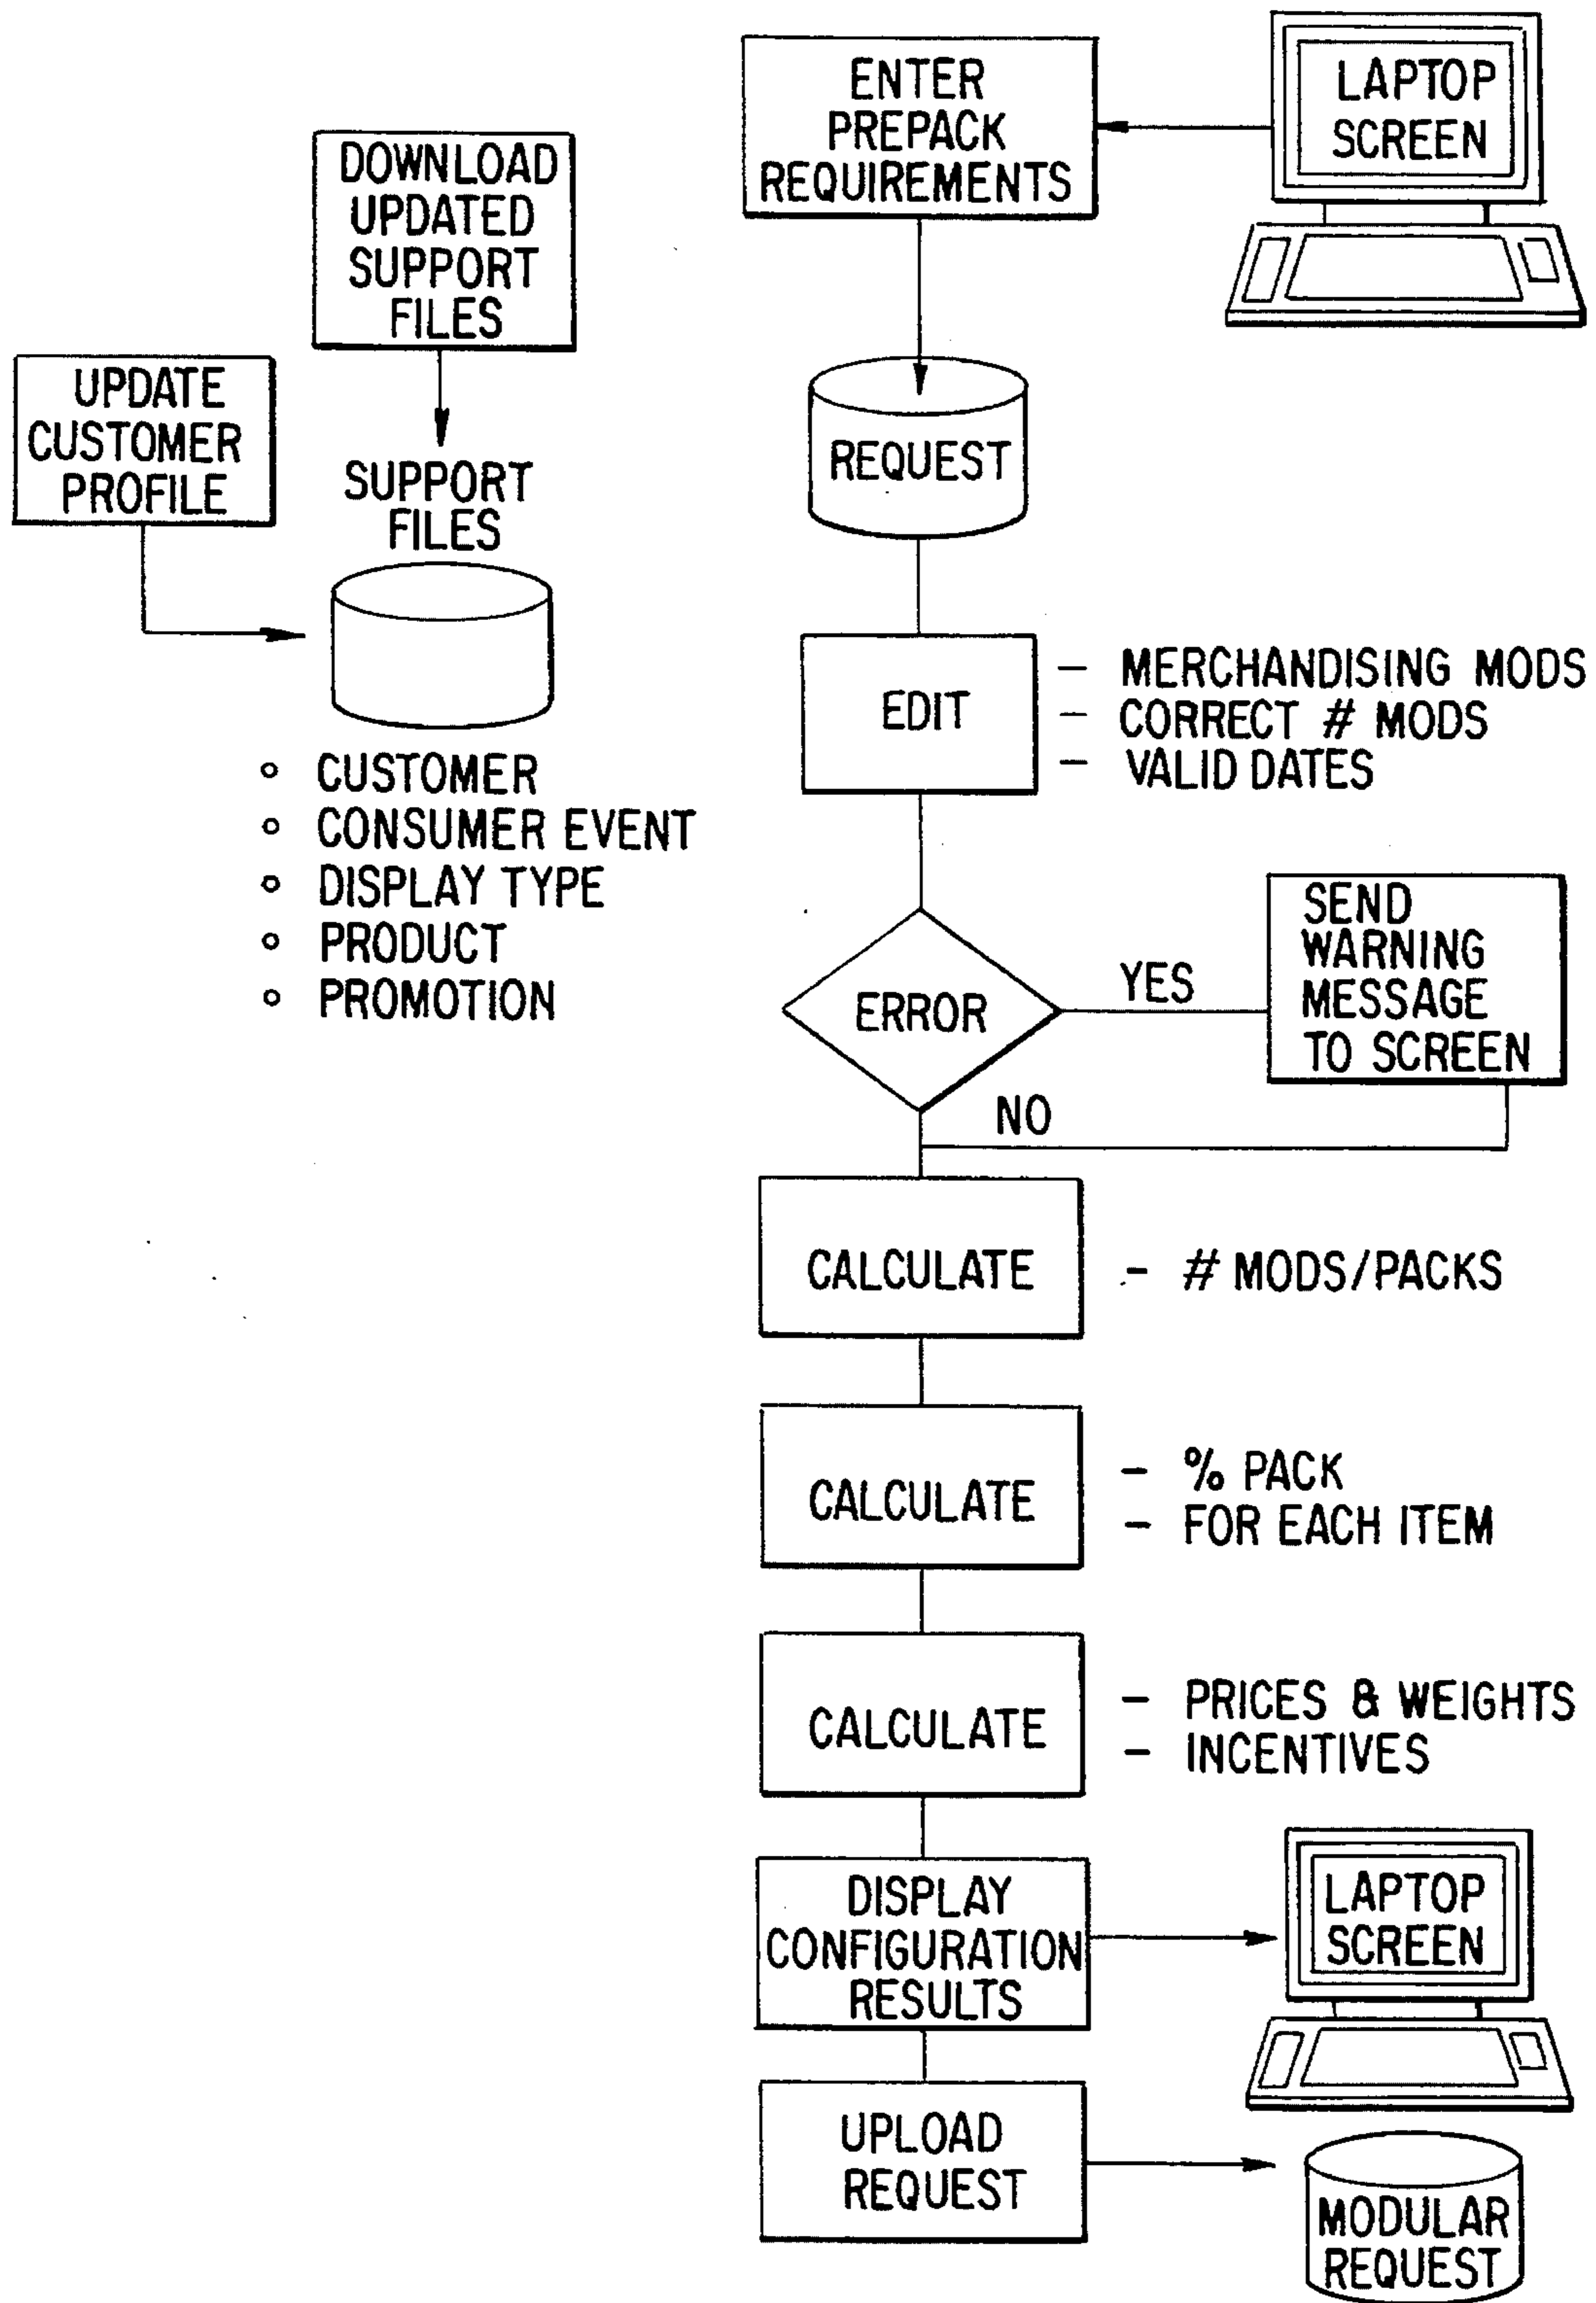 ENTER
PREPACK
REQUIREMENTS
LAPTOP
SCREEN
DOWNLOAD
UPDATED
SUPPORT
FILES
UPDATE
CUSTOMER
PROFILE
SUPPORT
FILES
○ CUSTOMER
○ CONSUMER EVENT
○ DISPLAY TYPE
○ PRODUCT
○ PROMOTION
REQUEST
EDIT
– MERCHANDISING MODS
– CORRECT # MODS
– VALID DATES
ERROR
YES
SEND
WARNING
MESSAGE
TO SCREEN
NO
CALCULATE
– # MODS/PACKS
CALCULATE
– % PACK
– FOR EACH ITEM
CALCULATE
– PRICES & WEIGHTS
– INCENTIVES
DISPLAY
CONFIGURATION
RESULTS
LAPTOP
SCREEN
UPLOAD
REQUEST
MODULAR
REQUEST